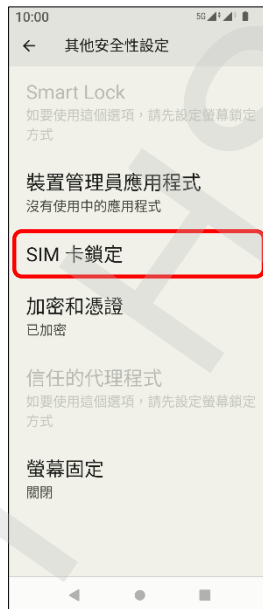 10:00 5G
其他安全性設定
Smart Lock
如要使用這個選項，請先設定螢幕鎖定
方式
裝置管理員應用程式
沒有使用中的應用程式
SIM 卡鎖定
加密和憑證
已加密
信任的代理程式
如要使用這個選項，請先設定螢幕鎖定
方式
螢幕固定
關閉